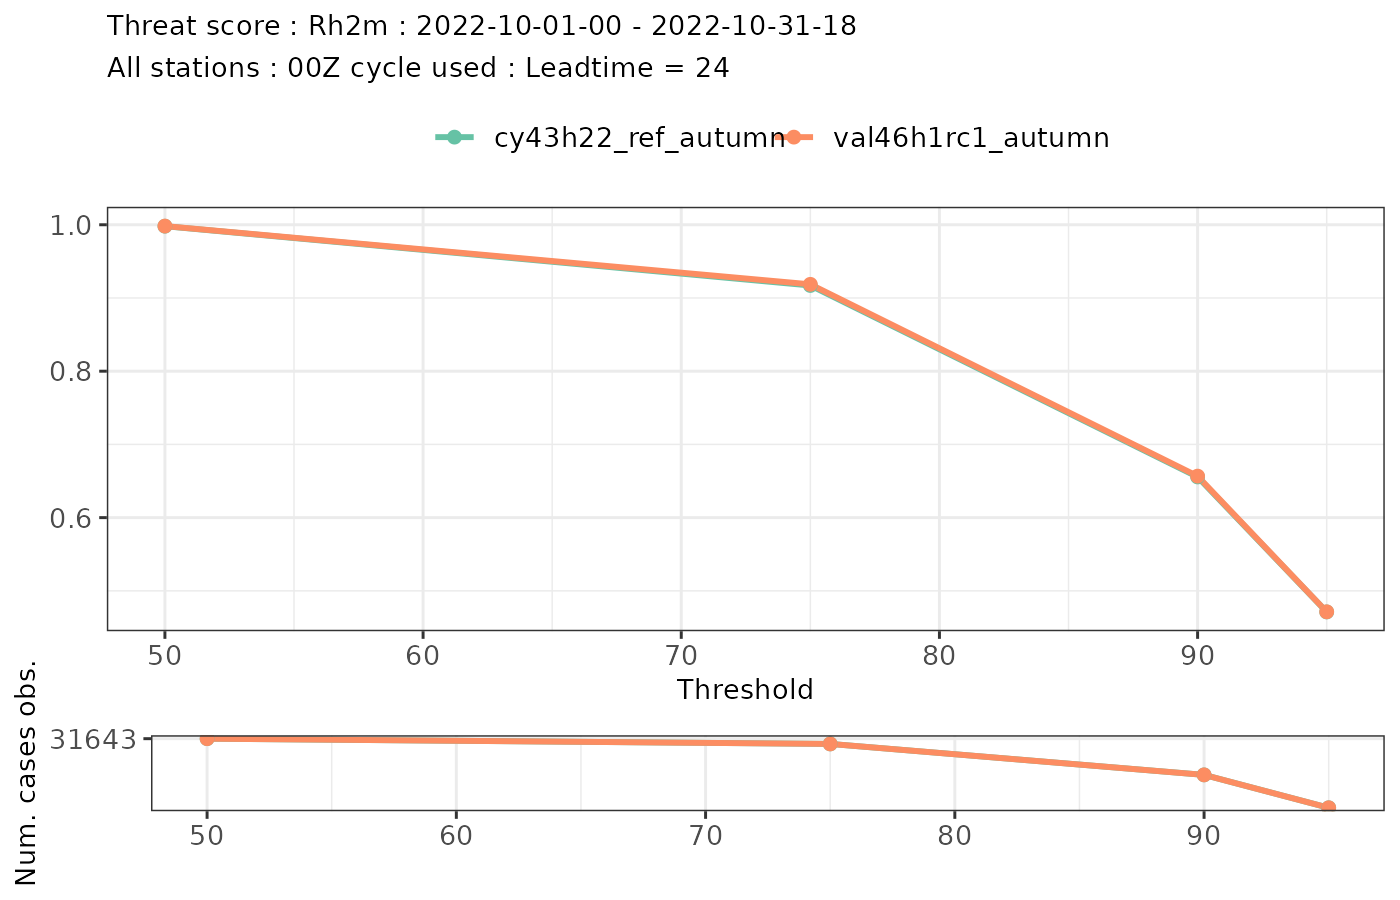 Threat score : Rh2m : 2022-10-01-00 - 2022-10-31-18
All stations : 00Z cycle used : Leadtime = 24
cy43h22_ref_autumn val46h1rc1_autumn
1.0
0.8
0.6
50 60 70 80 90
Threshold
Num. cases obs.
31643
50 60 70 80 90